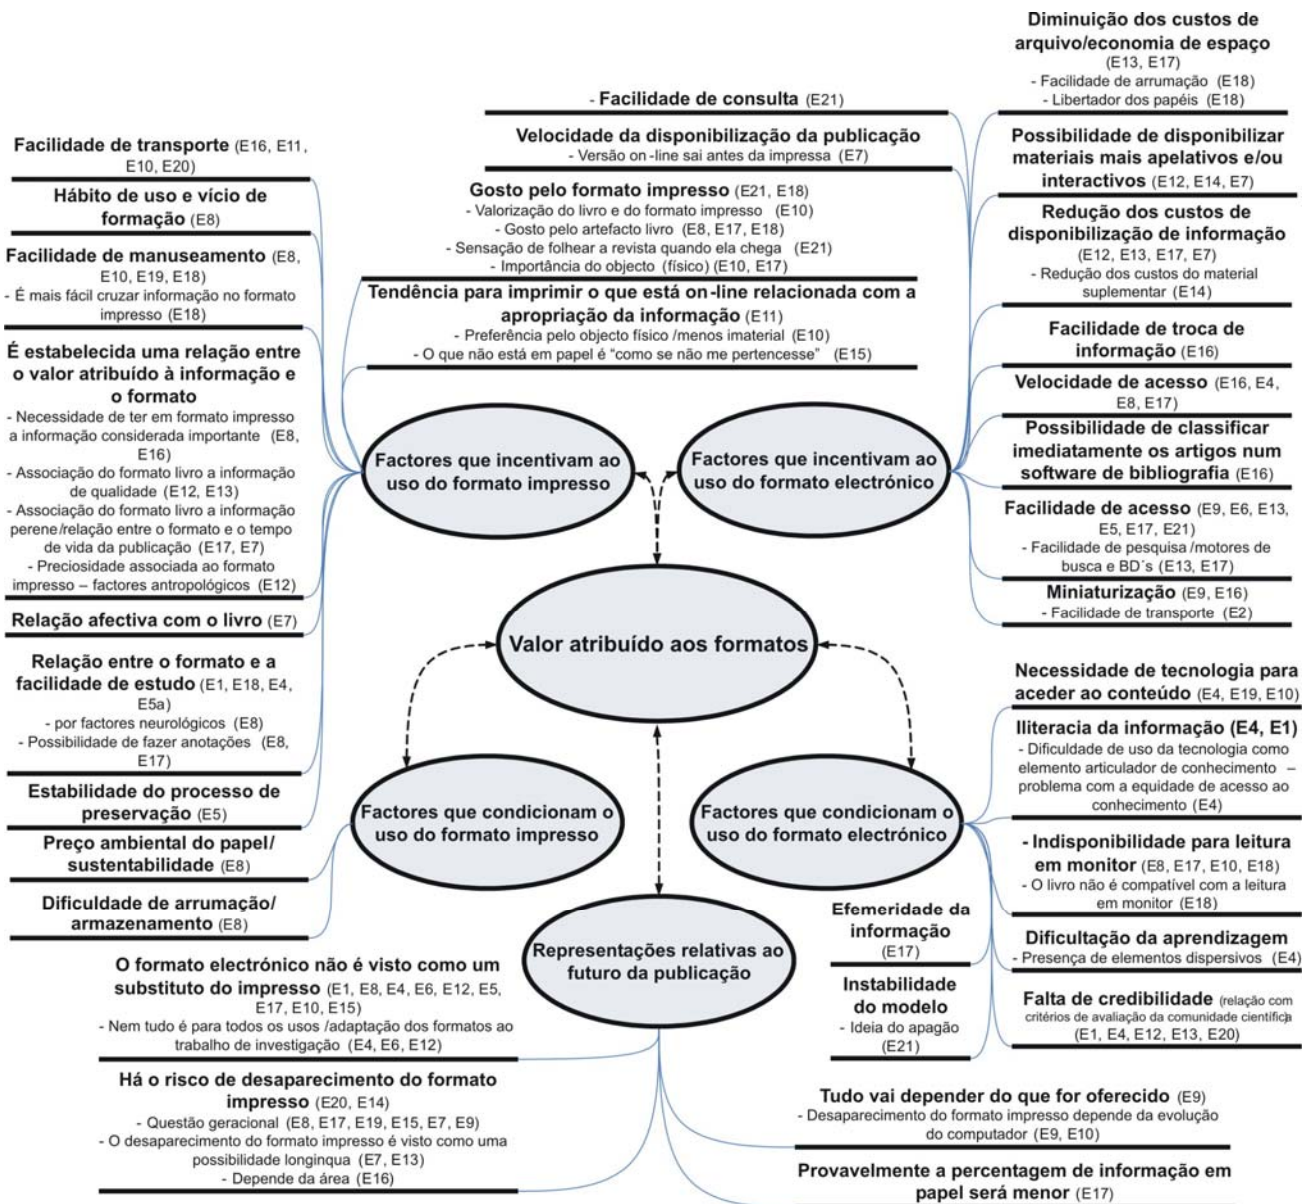 Diminuição dos custos de
arquivo/economia de espaço
(E13, E17)
- Facilidade de arrumação (E18)
- Libertador dos papéis (E18)
- Facilidade de consulta (E21)
Velocidade da disponibilização da publicação
- Versão on-line sai antes da impressa (E7)
Possibilidade de disponibilizar
materiais mais apelativos e/ou
interactivos (E12, E14, E7)
Facilidade de transporte (E16, E11,
E10, E20)
Hábito de uso e vício de
formação (E8)
Facilidade de manuseamento (E8,
E10, E19, E18)
- É mais fácil cruzar informação no formato
impresso (E18)
É estabelecida uma relação entre
o valor atribuído à informação e
o formato
- Necessidade de ter em formato impresso
a informação considerada importante (E8,
E16)
- Associação do formato livro a informação
de qualidade (E12, E13)
- Associação do formato livro a informação
perene/relação entre o formato e o tempo
de vida da publicação (E17, E7)
- Preciosidade associada ao formato
impresso – factores antropológicos (E12)
Relação afectiva com o livro (E7)
Relação entre o formato e a
facilidade de estudo (E1, E18, E4,
E5a)
- por factores neurológicos (E8)
- Possibilidade de fazer anotações (E8,
E17)
Estabilidade do processo de
preservação (E5)
Preço ambiental do papel/
sustentabilidade (E8)
Dificuldade de arrumação/
armazenamento (E8)
Gosto pelo formato impresso (E21, E18)
- Valorização do livro e do formato impresso (E10)
- Gosto pelo artefacto livro (E8, E17, E18)
- Sensação de folhear a revista quando ela chega (E21)
- Importância do objecto (físico) (E10, E17)
Tendência para imprimir o que está on-line relacionada com a
apropriação da informação (E11)
- Preferência pelo objecto físico /menos imaterial (E10)
- O que não está em papel é “como se não me pertencesse” (E15)
Redução dos custos de
disponibilização de informação
(E12, E13, E17, E7)
- Redução dos custos do material
suplementar (E14)
Facilidade de troca de
informação (E16)
Velocidade de acesso (E16, E4,
E8, E17)
Possibilidade de classificar
imediatamente os artigos num
software de bibliografia (E16)
Facilidade de acesso (E9, E6, E13,
E5, E17, E21)
- Facilidade de pesquisa /motores de
busca e BD´s (E13, E17)
Miniaturização (E9, E16)
- Facilidade de transporte (E2)
Factores que incentivam ao
uso do formato impresso
Factores que incentivam ao
uso do formato electrónico
Valor atribuído aos formatos
Factores que condicionam o
uso do formato impresso
Factores que condicionam o
uso do formato electrónico
Representações relativas ao
futuro da publicação
Necessidade de tecnologia para
aceder ao conteúdo (E4, E19, E10)
Iliteracia da informação (E4, E1)
- Dificuldade de uso da tecnologia como
elemento articulador de conhecimento –
problema com a equidade de acesso ao
conhecimento (E4)
- Indisponibilidade para leitura
em monitor (E8, E17, E10, E18)
- O livro não é compatível com a leitura
em monitor (E18)
Dificultação da aprendizagem
- Presença de elementos dispersivos (E4)
Falta de credibilidade (relação com
critérios de avaliação da comunidade científica)
(E1, E4, E12, E13, E20)
Efemeridade da
informação
(E17)
Instabilidade
do modelo
- Ideia do apagão
(E21)
O formato electrónico não é visto como um
substituto do impresso (E1, E8, E4, E6, E12, E5,
E17, E10, E15)
- Nem tudo é para todos os usos /adaptação dos formatos ao
trabalho de investigação (E4, E6, E12)
Há o risco de desaparecimento do formato
impresso (E20, E14)
- Questão geracional (E8, E17, E19, E15, E7, E9)
- O desaparecimento do formato impresso é visto como uma
possibilidade longinqua (E7, E13)
- Depende da área (E16)
Tudo vai depender do que for oferecido (E9)
- Desaparecimento do formato impresso depende da evolução
do computador (E9, E10)
Provavelmente a percentagem de informação em
papel será menor (E17)